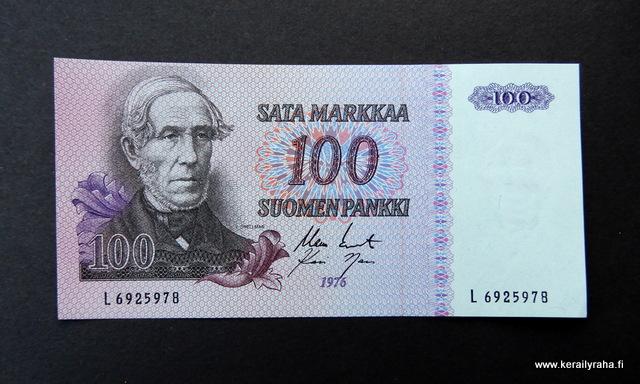 100
SATA MARKKAA
100
SUOMEN PANKKI
100
1976
L 6925978
L 6925978
www.kerailyraha.fi